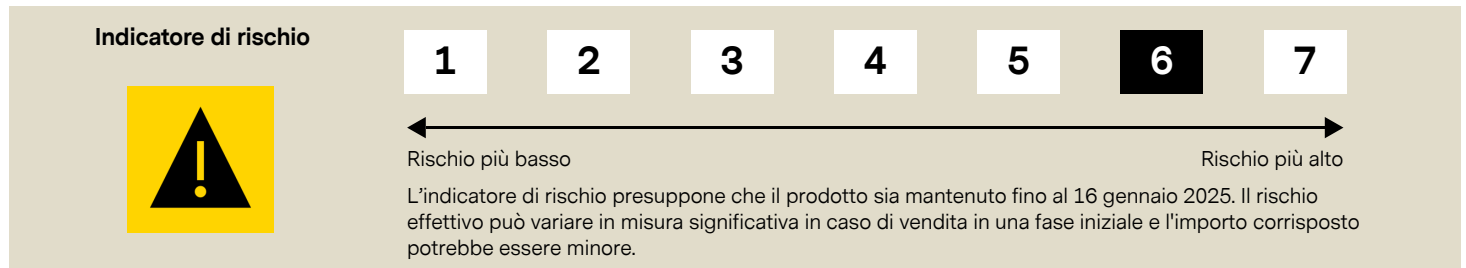 Indicatore di rischio
1 2 3 4 5 6 7
Rischio più basso
Rischio più alto
L’indicatore di rischio presuppone che il prodotto sia mantenuto fino al 16 gennaio 2025. Il rischio
effettivo può variare in misura significativa in caso di vendita in una fase iniziale e l'importo corrisposto
potrebbe essere minore.